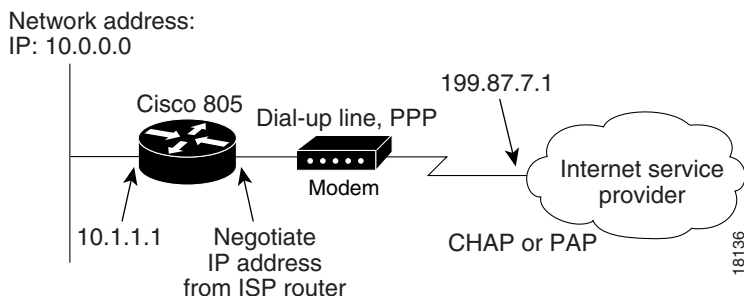 Network address:
IP: 10.0.0.0
Cisco 805
Dial-up line, PPP
199.87.7.1
Modem
Internet service
provider
10.1.1.1
Negotiate
IP address
from ISP router
CHAP or PAP
18136